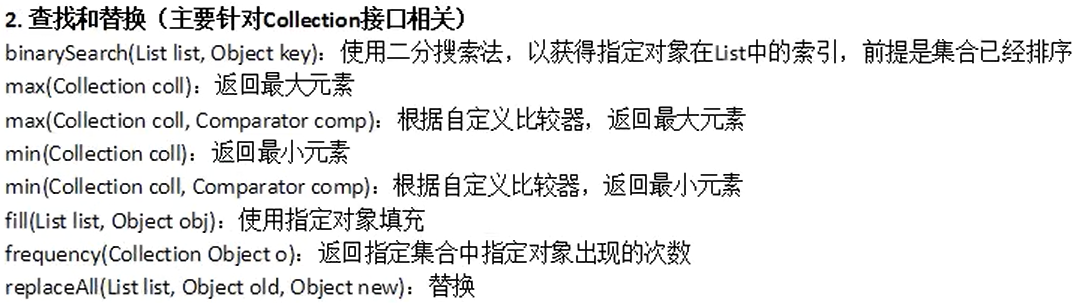 2. 查找和替换（主要针对Collection接口相关）
binarySearch(List list, Object key)：使用二分搜索法，以获得指定对象在List中的索引，前提是集合已经排序
max(Collection coll)：返回最大元素
max(Collection coll, Comparator comp)：根据自定义比较器，返回最大元素
min(Collection coll)：返回最小元素
min(Collection coll, Comparator comp)：根据自定义比较器，返回最小元素
fill(List list, Object obj)：使用指定对象填充
frequency(Collection Object o)：返回指定集合中指定对象出现的次数
replaceAll(List list, Object old, Object new)：替换